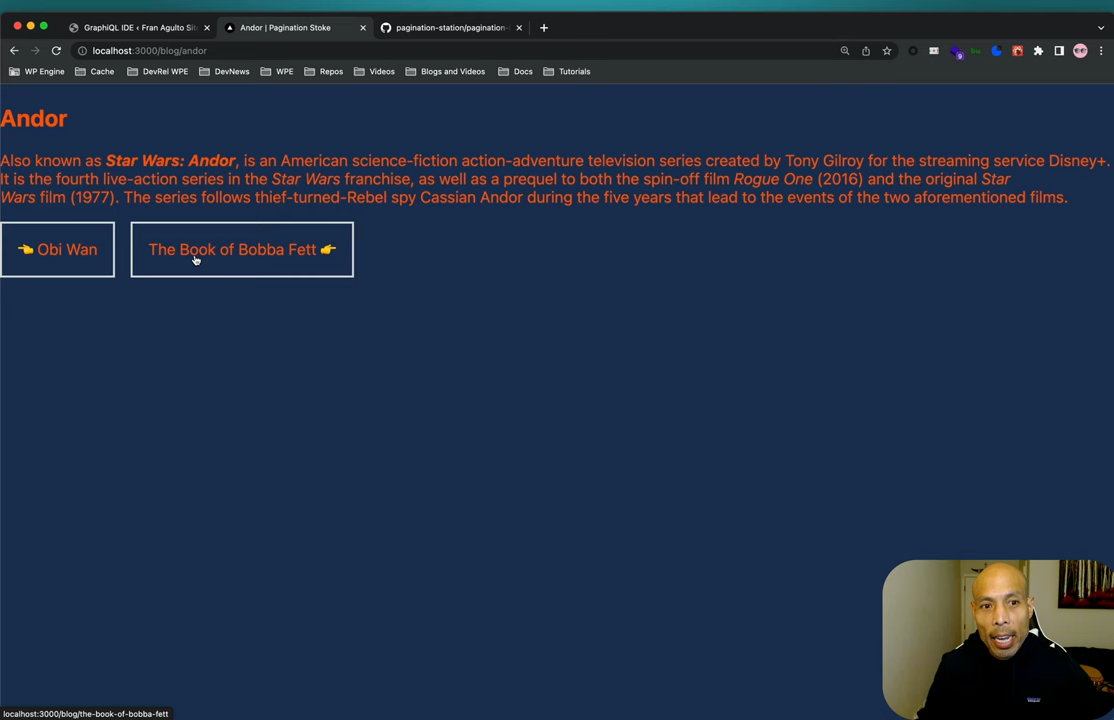 GraphiQL IDE ‹ Fran Agulto Sit
Andor | Pagination Stoke
pagination-station/pagination-
localhost:3000/blog/andor
WP Engine
Cache
DevRel WPE
DevNews
WPE
Repos
Videos
Blogs and Videos
Docs
Tutorials
Andor
Also known as Star Wars: Andor, is an American science-fiction action-adventure television series created by Tony Gilroy for the streaming service Disney+.
It is the fourth live-action series in the Star Wars franchise, as well as a prequel to both the spin-off film Rogue One (2016) and the original Star
Wars film (1977). The series follows thief-turned-Rebel spy Cassian Andor during the five years that lead to the events of the two aforementioned films.
👈 Obi Wan
The Book of Bobba Fett 👉
localhost:3000/blog/the-book-of-bobba-fett